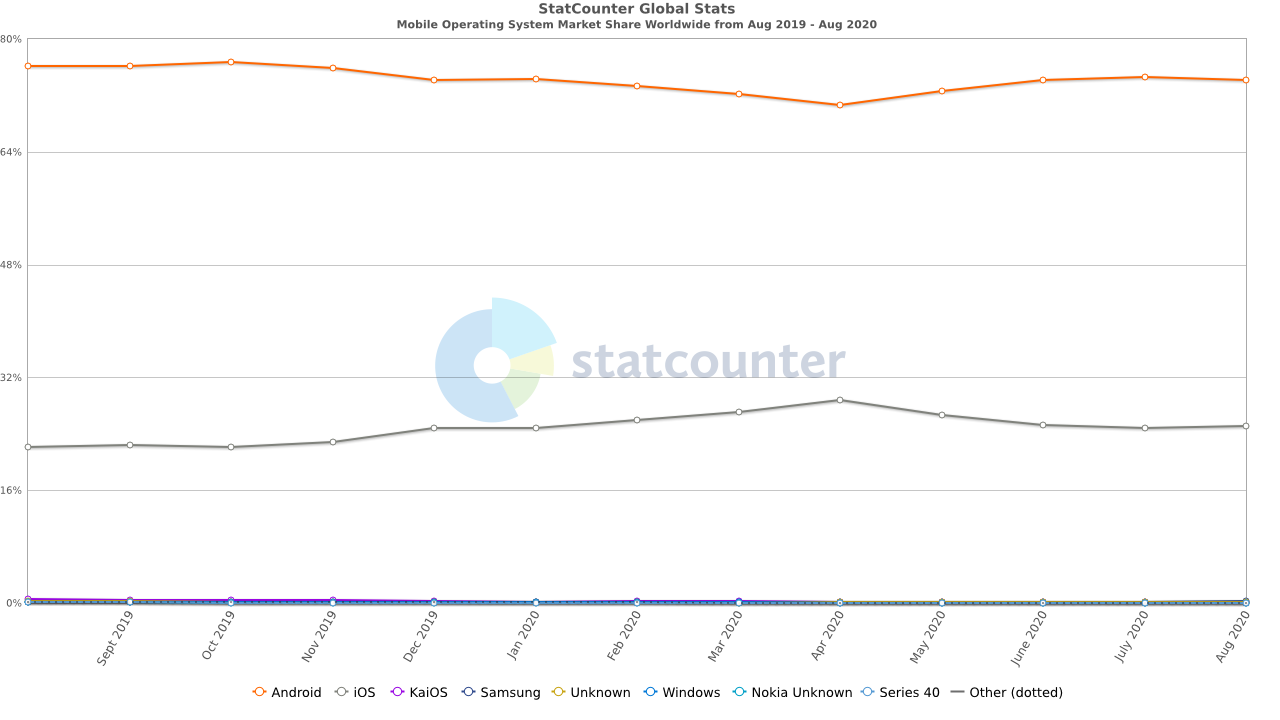 StatCounter Global Stats
Mobile Operating System Market Share Worldwide from Aug 2019 - Aug 2020
80%
64%
48%
statcounter
32%
16%
0%
Sept 2019 Oct 2019 Nov 2019 Dec 2019 Jan 2020 Feb 2020 Mar 2020 Apr 2020 May 2020 June 2020 July 2020 Aug 2020
Android iOS KaiOS Samsung Unknown Windows Nokia Unknown Series 40 Other (dotted)